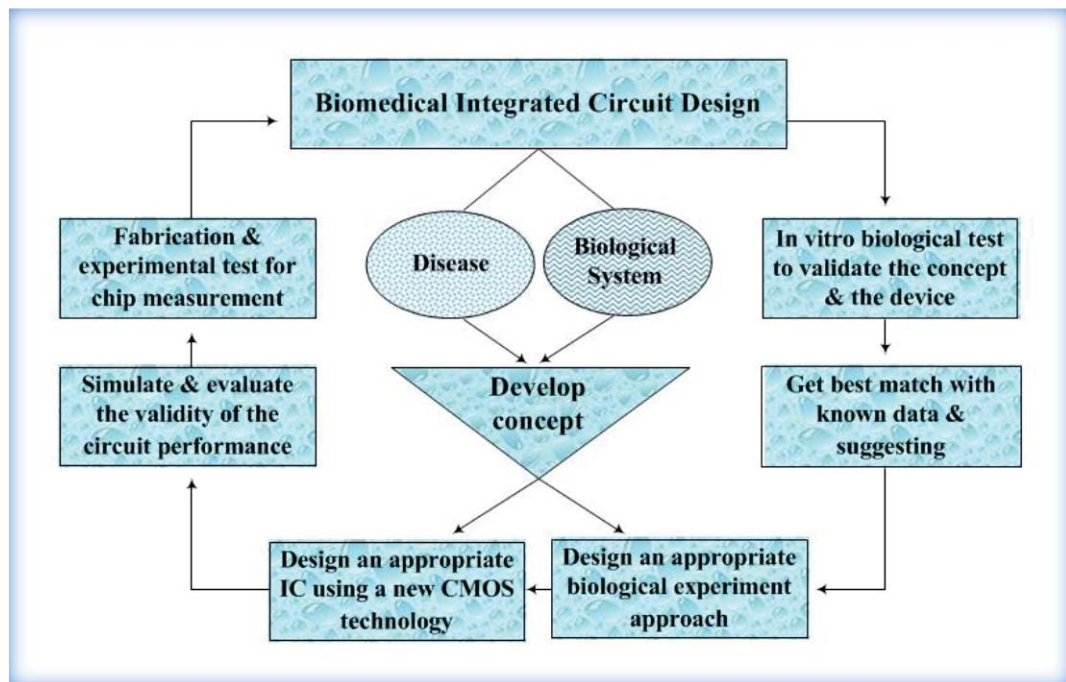 Biomedical Integrated Circuit Design
Fabrication &
experimental test for
chip measurement
Disease
Biological
System
In vitro biological test
to validate the concept
& the device
Simulate & evaluate
the validity of the
circuit performance
Develop
concept
Get best match with
known data &
suggesting
Design an appropriate
IC using a new CMOS
technology
Design an appropriate
biological experiment
approach